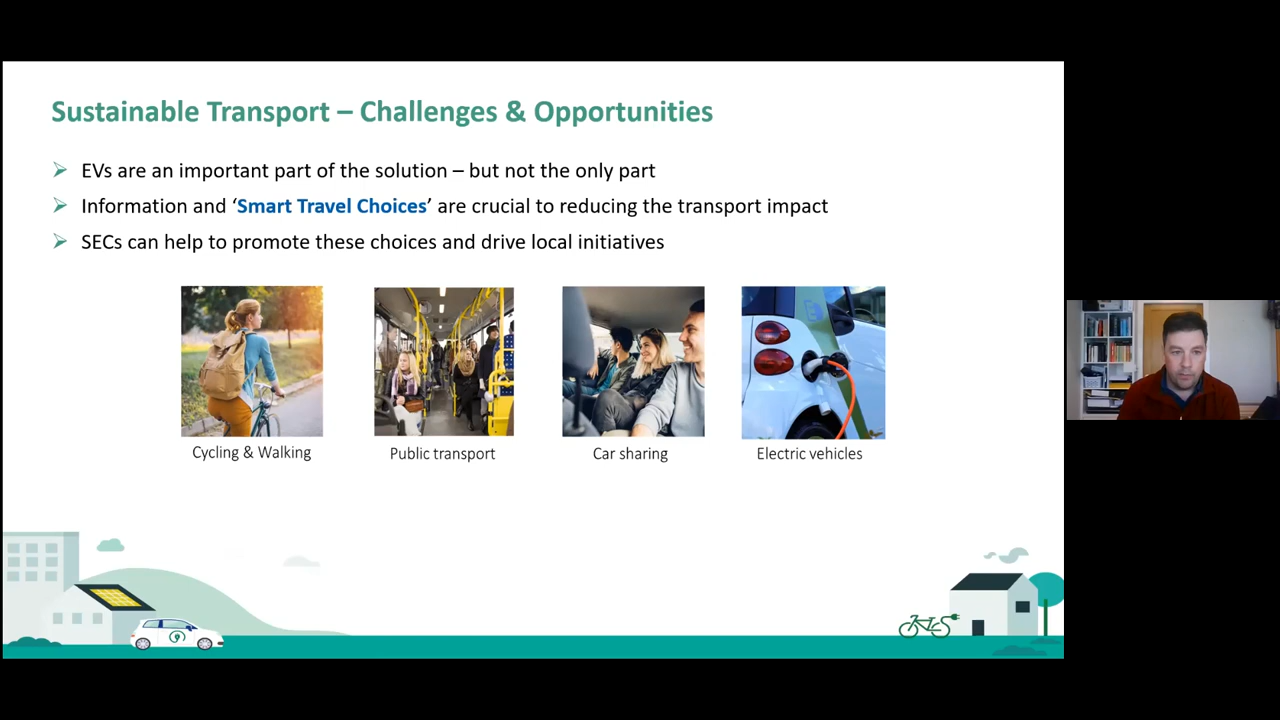 Sustainable Transport – Challenges & Opportunities
EVs are an important part of the solution – but not the only part
Information and ‘Smart Travel Choices’ are crucial to reducing the transport impact
SECs can help to promote these choices and drive local initiatives
Cycling & Walking
Public transport
Car sharing
Electric vehicles